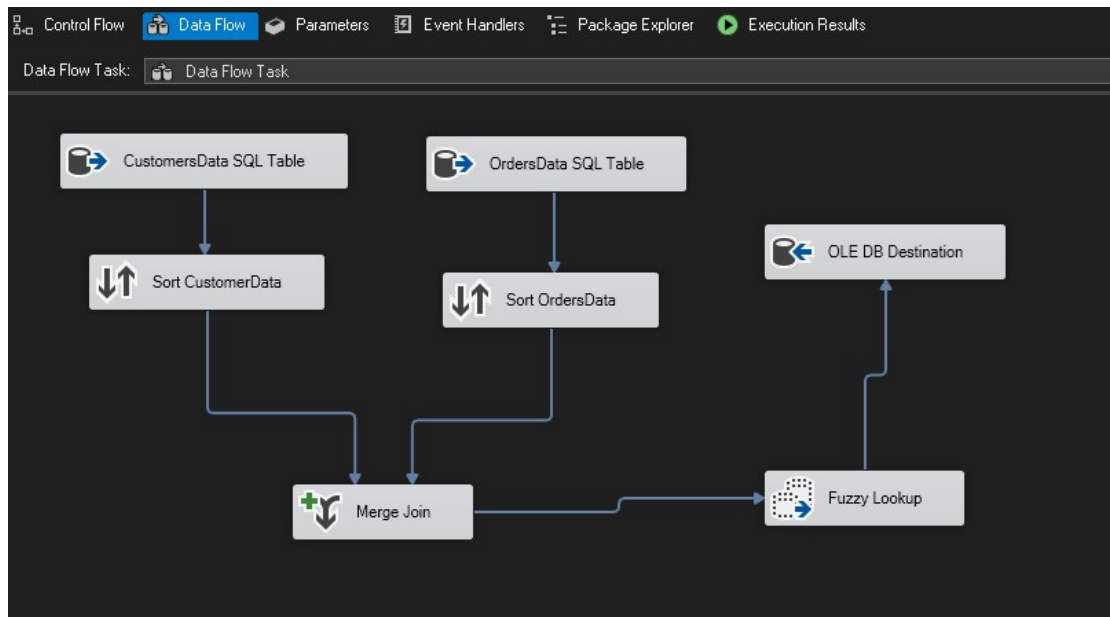 Control Flow Data Flow Parameters Event Handlers Package Explorer Execution Results
Data Flow Task: Data Flow Task
CustomersData SQL Table
OrdersData SQL Table
OLE DB Destination
Sort CustomerData
Sort OrdersData
Merge Join
Fuzzy Lookup